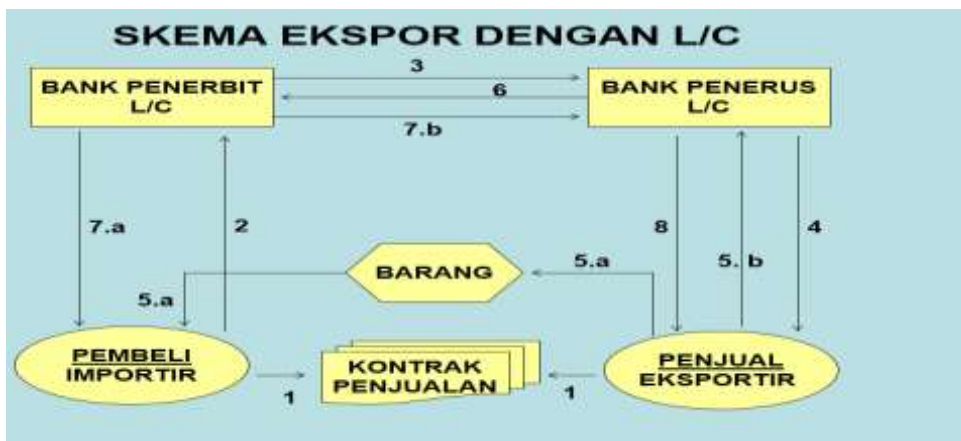 SKEMA EKSPOR DENGAN L/C
3
BANK PENERBIT
L/C
6
BANK PENERUS
L/C
7.b
7.a
2
8
5. b
4
5.a
BARANG
5.a
PEMBELI
IMPORTIR
KONTRAK
PENJUALAN
PENJUAL
EKSPORTIR
1
1